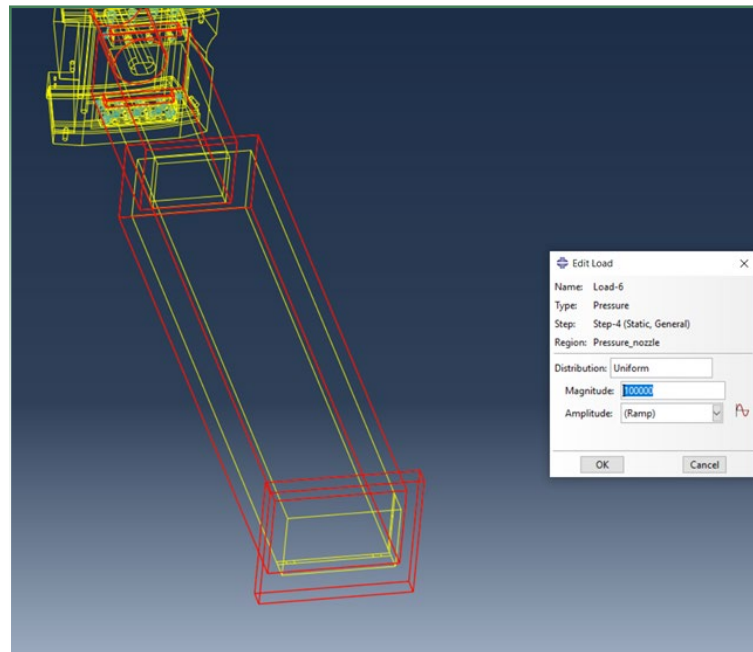 Edit Load
Name: Load-6
Type: Pressure
Step: Step-4 (Static, General)
Region: Pressure_nozzle
Distribution: Uniform
Magnitude: 100000
Amplitude: (Ramp)
OK Cancel